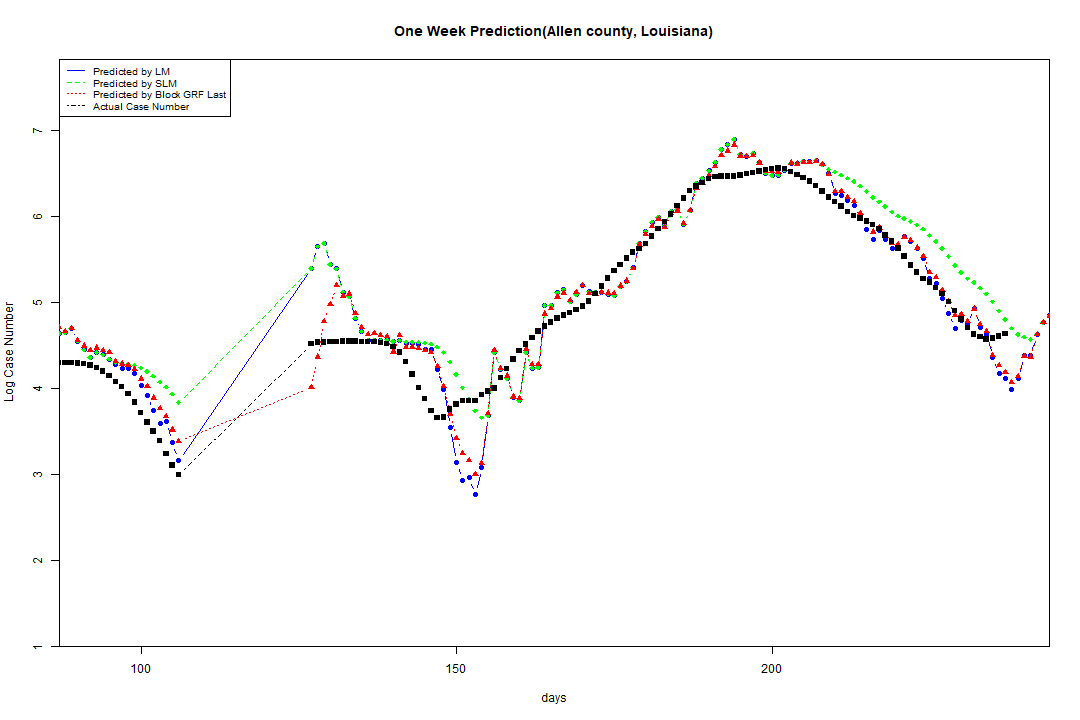 One Week Prediction(Allen county, Louisiana)
Predicted by LM
Predicted by SLM
Predicted by Block GRF Last
Actual Case Number
7
6
5
4
3
2
1
Log Case Number
100 150 200
days